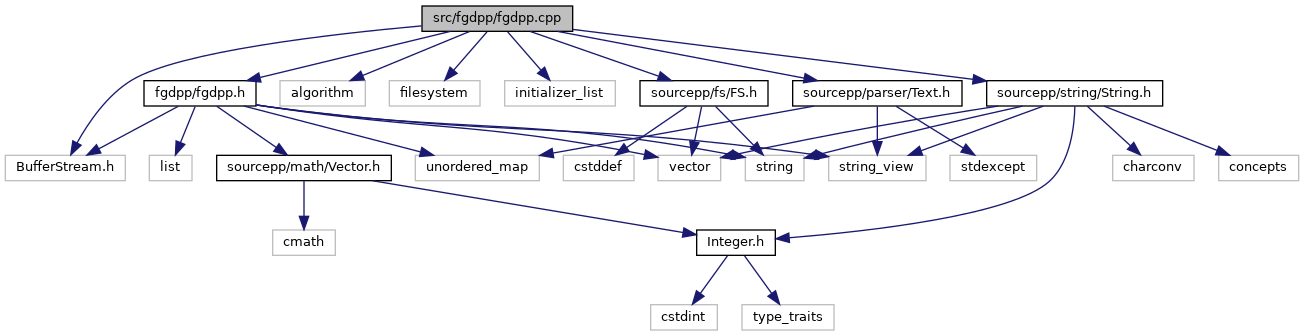 src/fgdpp/fgdpp.cpp
fgdpp/fgdpp.h
algorithm
filesystem
initializer_list
sourcepp/fs/FS.h
sourcepp/parser/Text.h
sourcepp/string/String.h
BufferStream.h
list
sourcepp/math/Vector.h
unordered_map
cstddef
vector
string
string_view
stdexcept
charconv
concepts
cmath
Integer.h
cstdint
type_traits